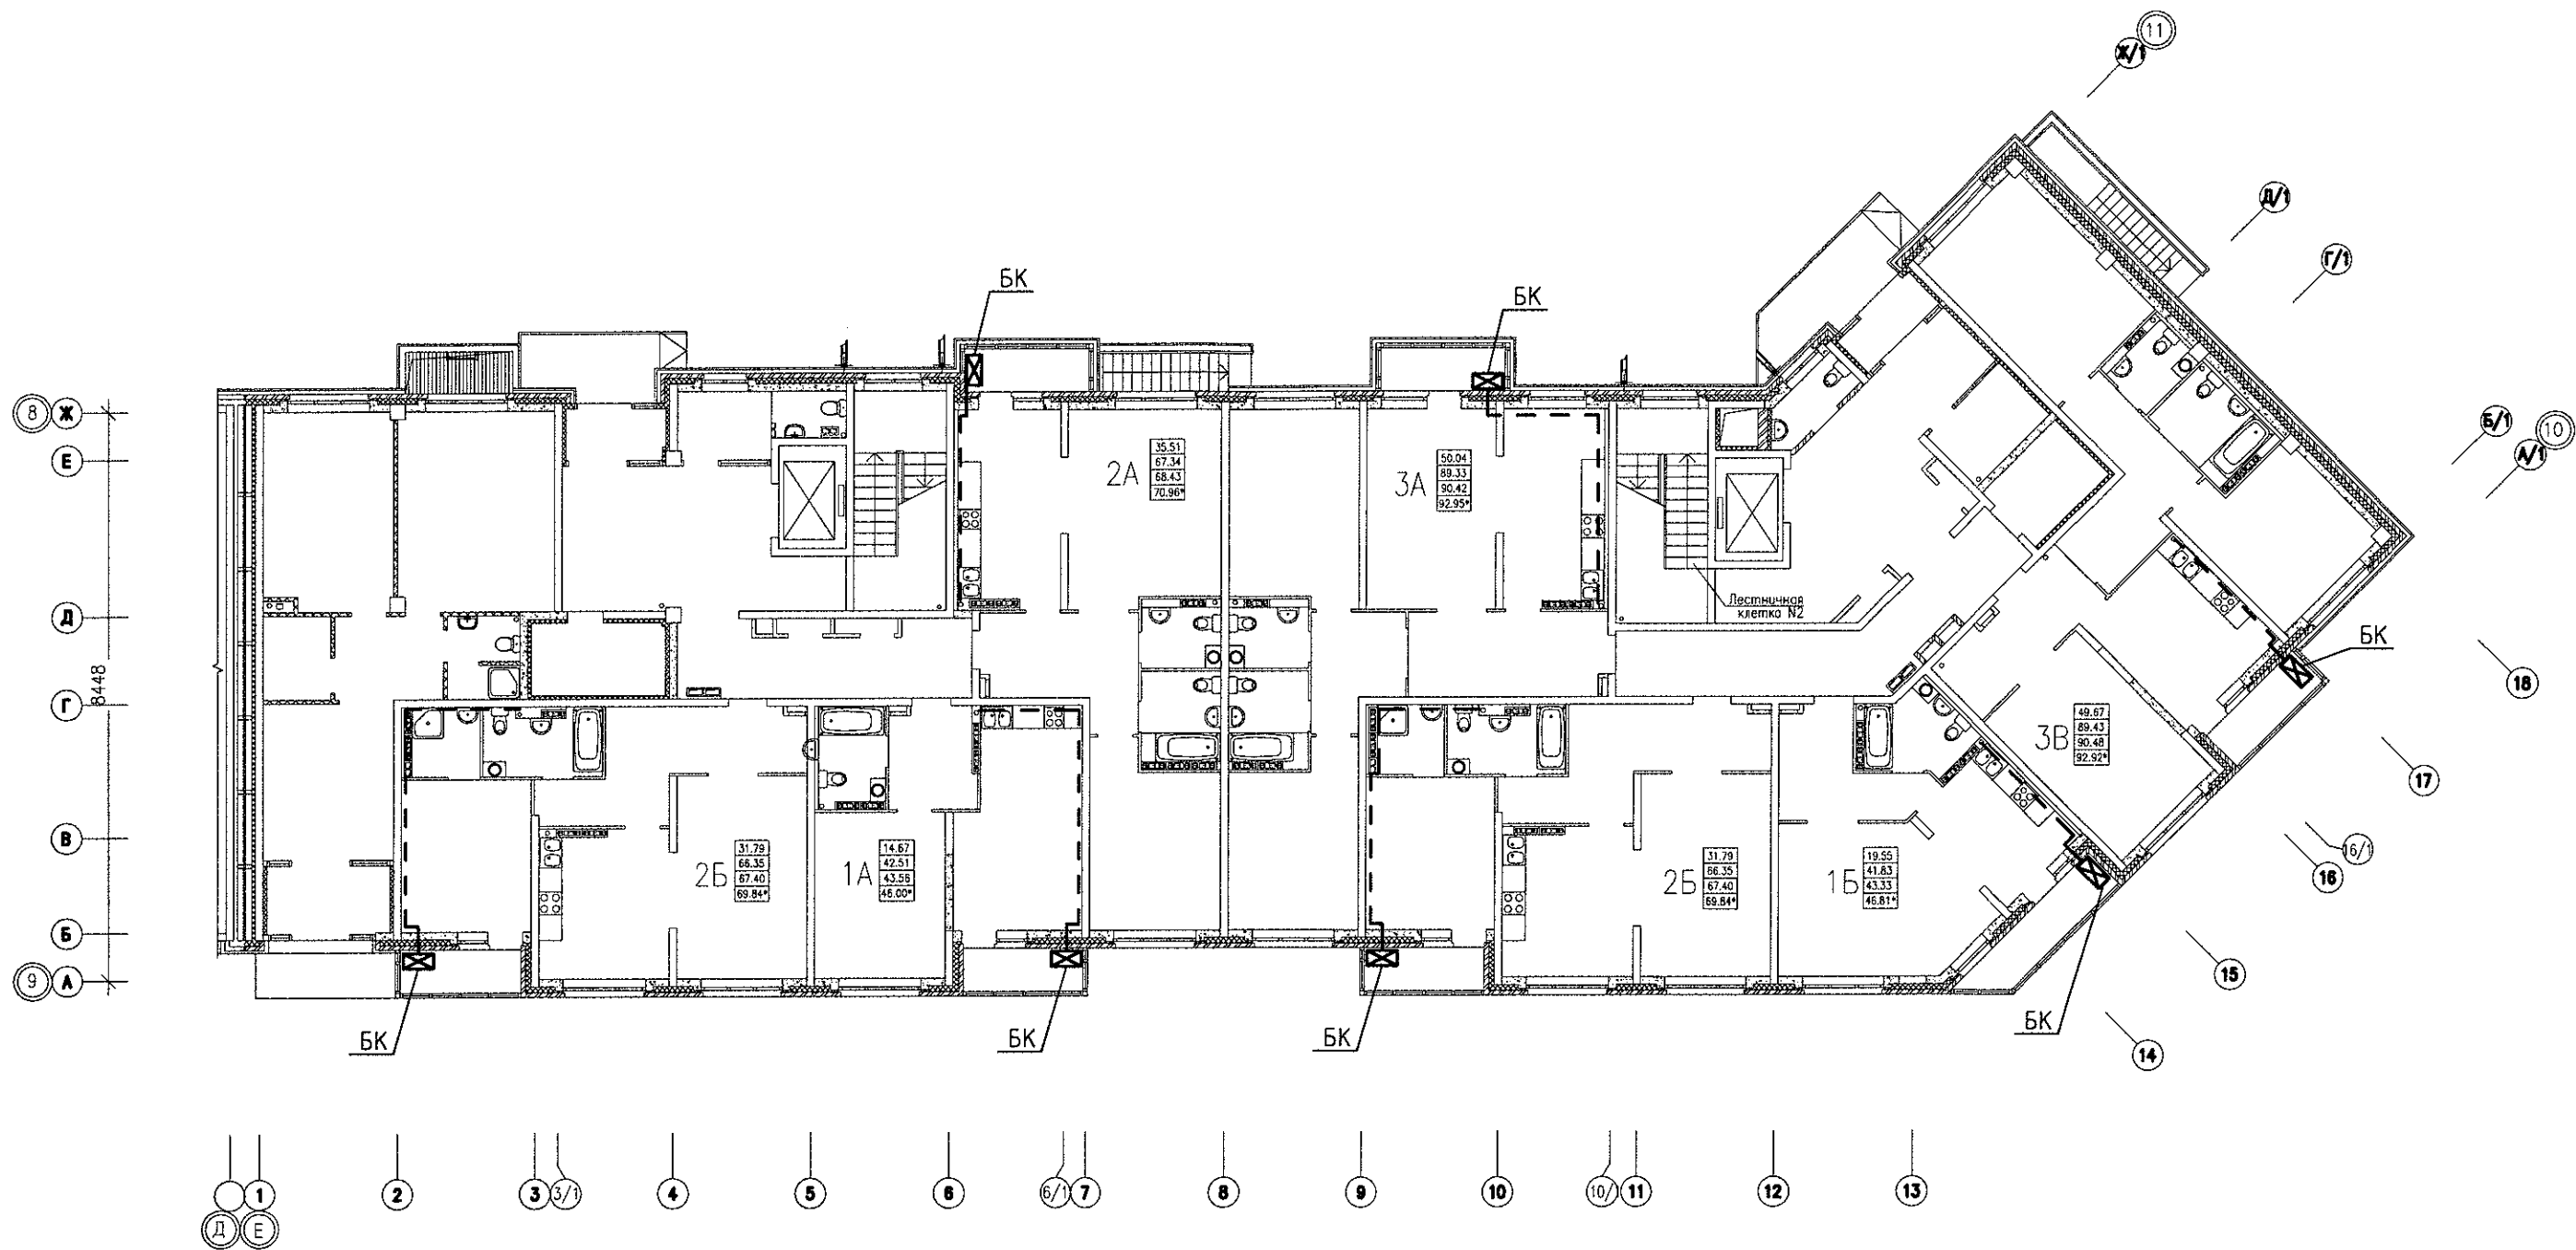 11
Ж/1
Д/1
Г/1
Б/1
10
А/1
БК
БК
8
Ж
Е
Д
8448
Г
В
Б
9
А
2А
35.51
67.34
68.43
70.96*
3А
50.04
89.33
90.42
92.95*
Лестничная
клетка N2
БК
18
17
16/1
16
15
14
3В
49.67
89.43
90.48
92.92*
2Б
31.79
66.35
67.40
69.84*
1А
14.67
42.51
43.56
46.00*
2Б
31.79
66.35
67.40
69.84*
1Б
19.55
41.83
43.33
46.81*
БК
БК
БК
БК
1
2
3
3/1
4
5
6
6/1
7
8
9
10
10/
11
12
13
Д
Е